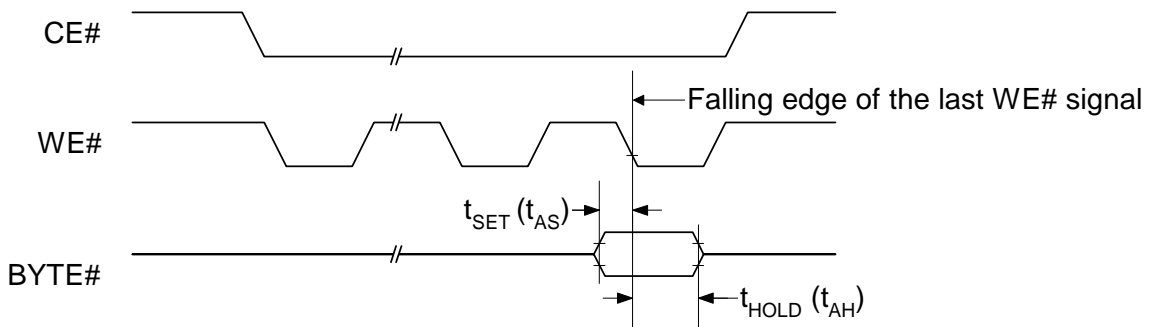 CE#
Falling edge of the last WE# signal
WE#
tSET (tAS)
BYTE#
tHOLD (tAH)